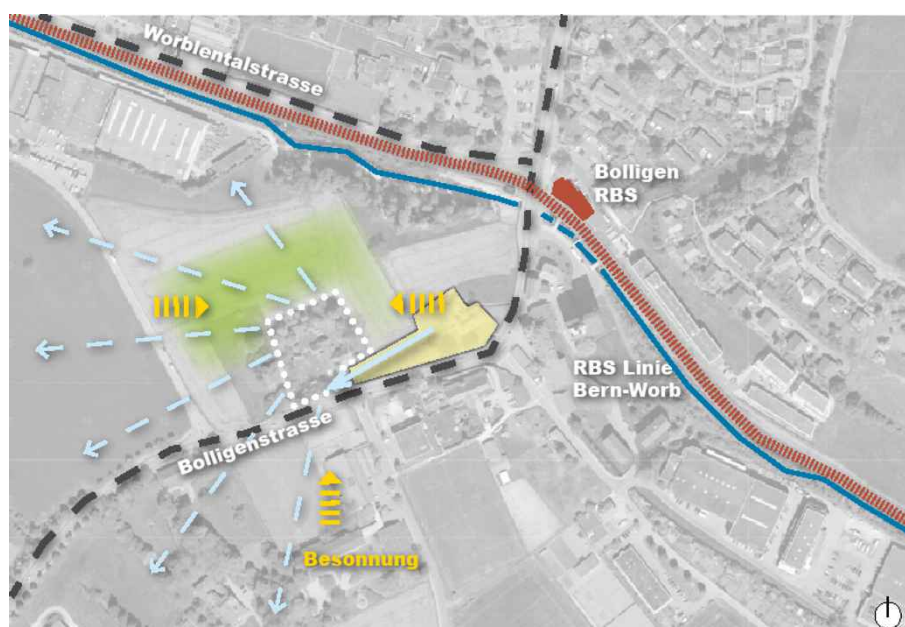 Worblentalstrasse
Bolligen
RBS
RBS Linie
Bern-Worb
Bolligenstrasse
Besonnung